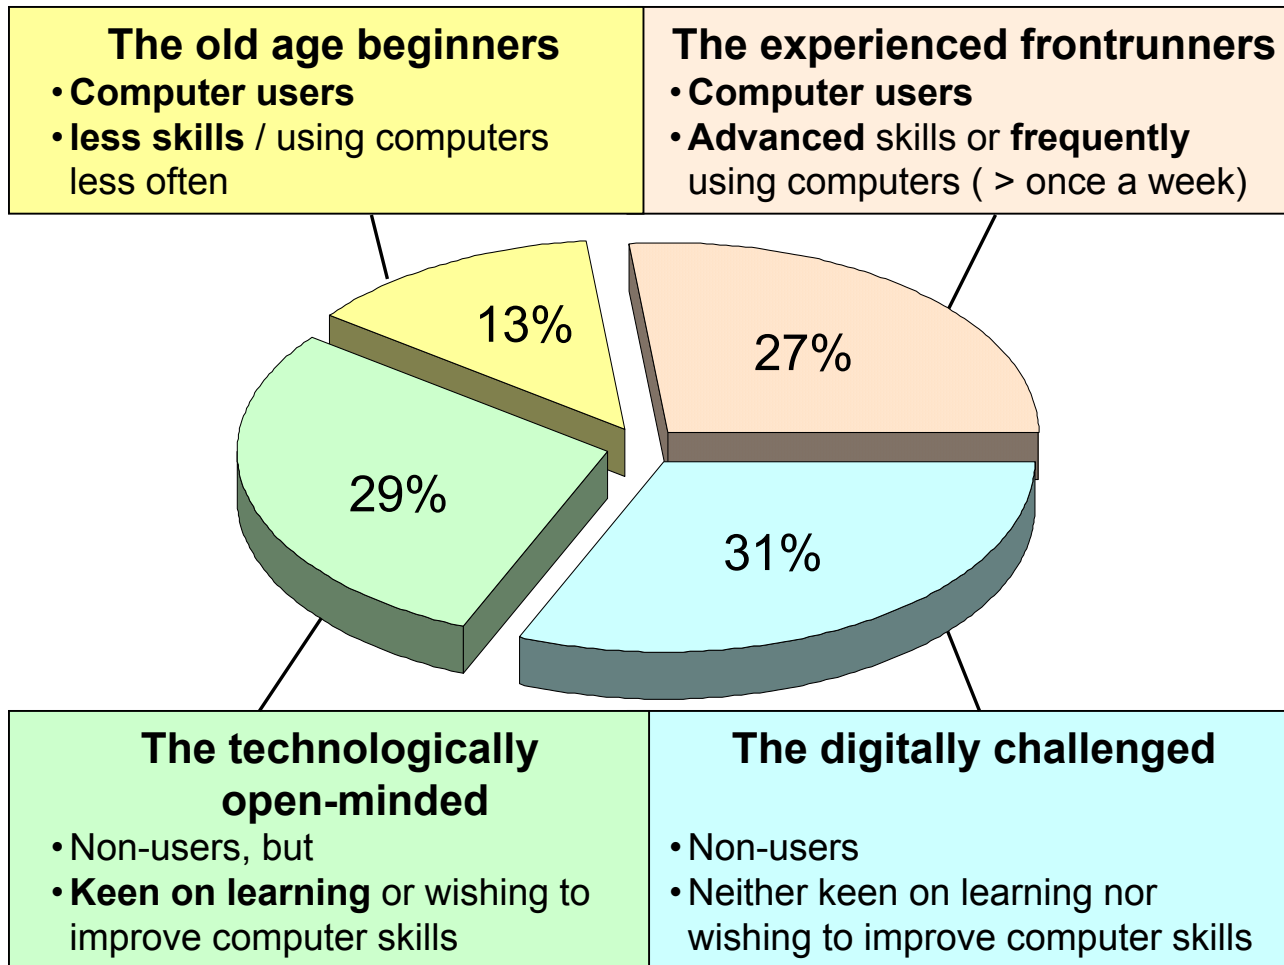 The old age beginners
• Computer users
• less skills / using computers
less often
The experienced frontrunners
• Computer users
• Advanced skills or frequently
using computers ( > once a week)
13%
27%
29%
31%
The technologically
open-minded
• Non-users, but
• Keen on learning or wishing to
improve computer skills
The digitally challenged
• Non-users
• Neither keen on learning nor
wishing to improve computer skills